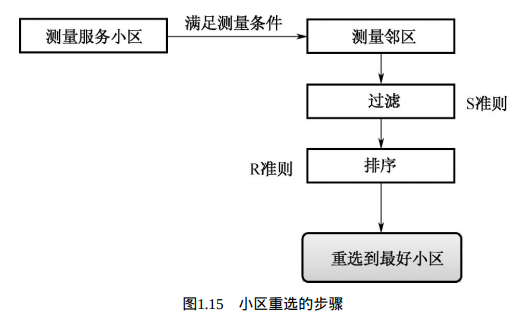 测量服务小区
满足测量条件
测量邻区
过滤
S准则
R准则
排序
重选到最好小区
图1.15 小区重选的步骤